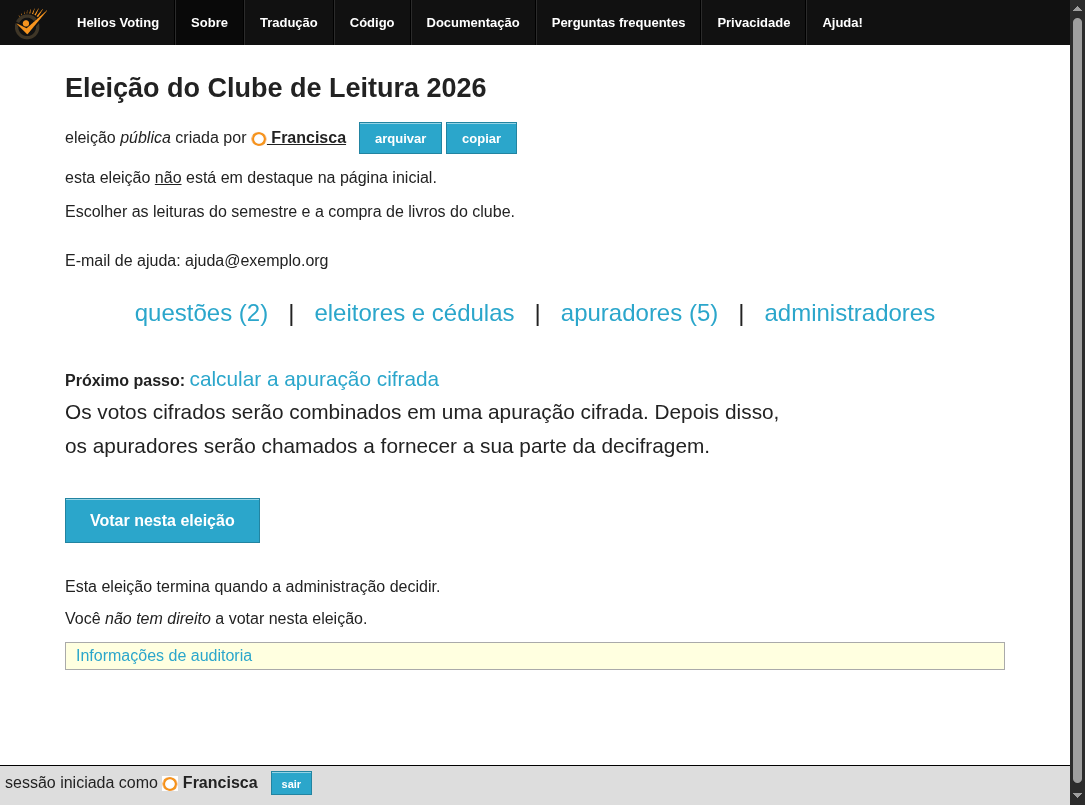 Helios Voting Sobre Tradução Código Documentação Perguntas frequentes Privacidade Ajuda!
Eleição do Clube de Leitura 2026
eleição pública criada por Francisca arquivar copiar
esta eleição não está em destaque na página inicial.
Escolher as leituras do semestre e a compra de livros do clube.
E-mail de ajuda: ajuda@exemplo.org
questões (2) | eleitores e cédulas | apuradores (5) | administradores
Próximo passo: calcular a apuração cifrada
Os votos cifrados serão combinados em uma apuração cifrada. Depois disso,
os apuradores serão chamados a fornecer a sua parte da decifragem.
Votar nesta eleição
Esta eleição termina quando a administração decidir.
Você não tem direito a votar nesta eleição.
Informações de auditoria
sessão iniciada como Francisca sair